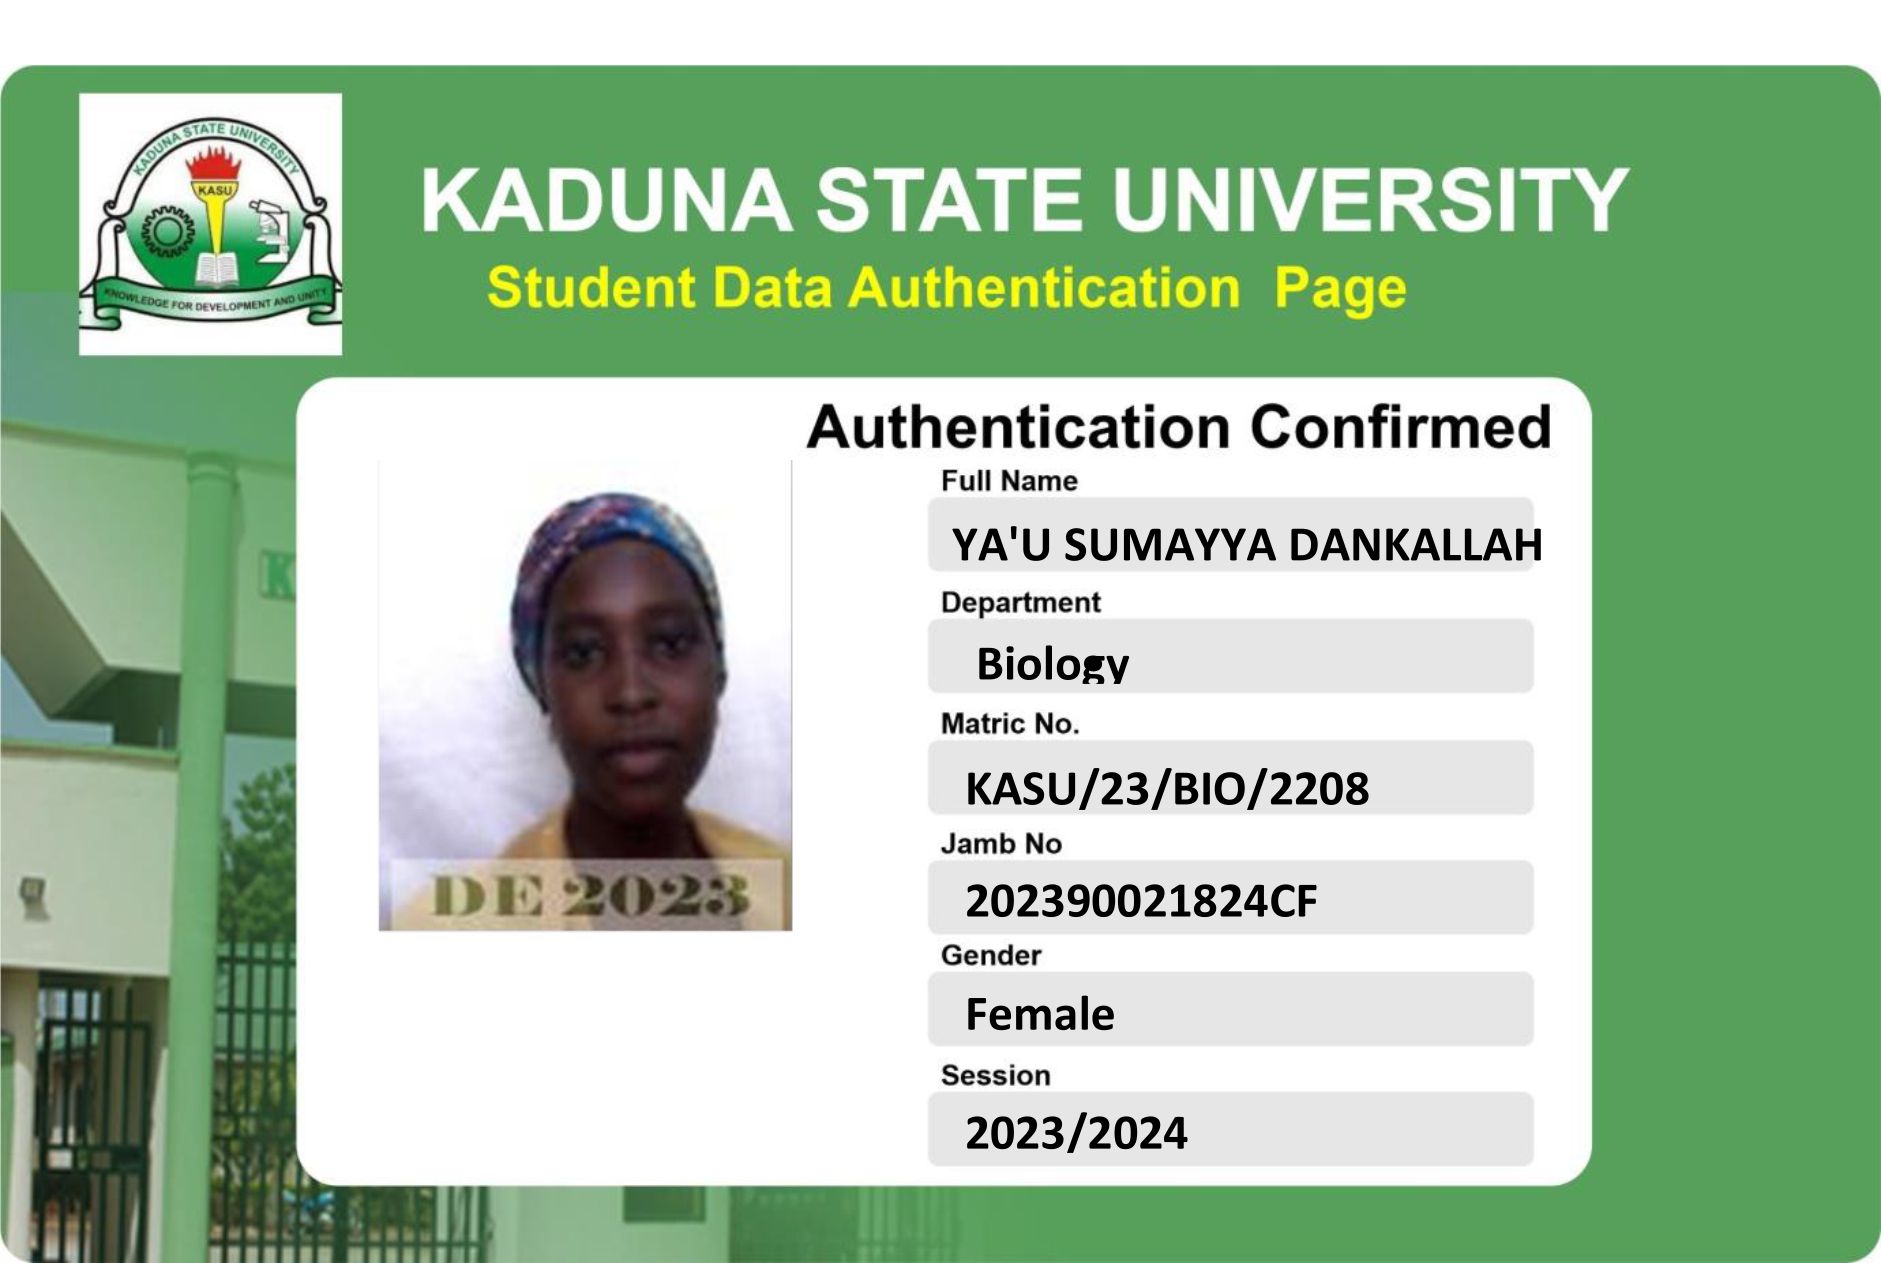 KADUNA STATE UNIVERSITY
KASU
KNOWLEDGE FOR DEVELOPMENT AND UNITY
KADUNA STATE UNIVERSITY
Student Data Authentication Page
Authentication Confirmed
Full Name
YA'U SUMAYYA DANKALLAH
Department
Biology
Matric No.
KASU/23/BIO/2208
Jamb No
202390021824CF
Gender
Female
Session
2023/2024
DE 2023
K